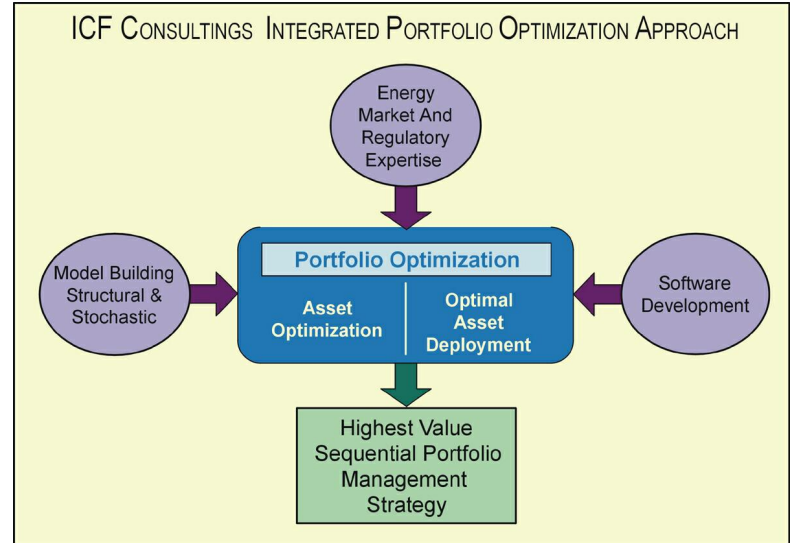 ICF CONSULTINGS INTEGRATED PORTFOLIO OPTIMIZATION APPROACH
Energy
Market And
Regulatory
Expertise
Model Building
Structural &
Stochastic
Portfolio Optimization
Asset
Optimization
Optimal
Asset
Deployment
Software
Development
Highest Value
Sequential Portfolio
Management
Strategy